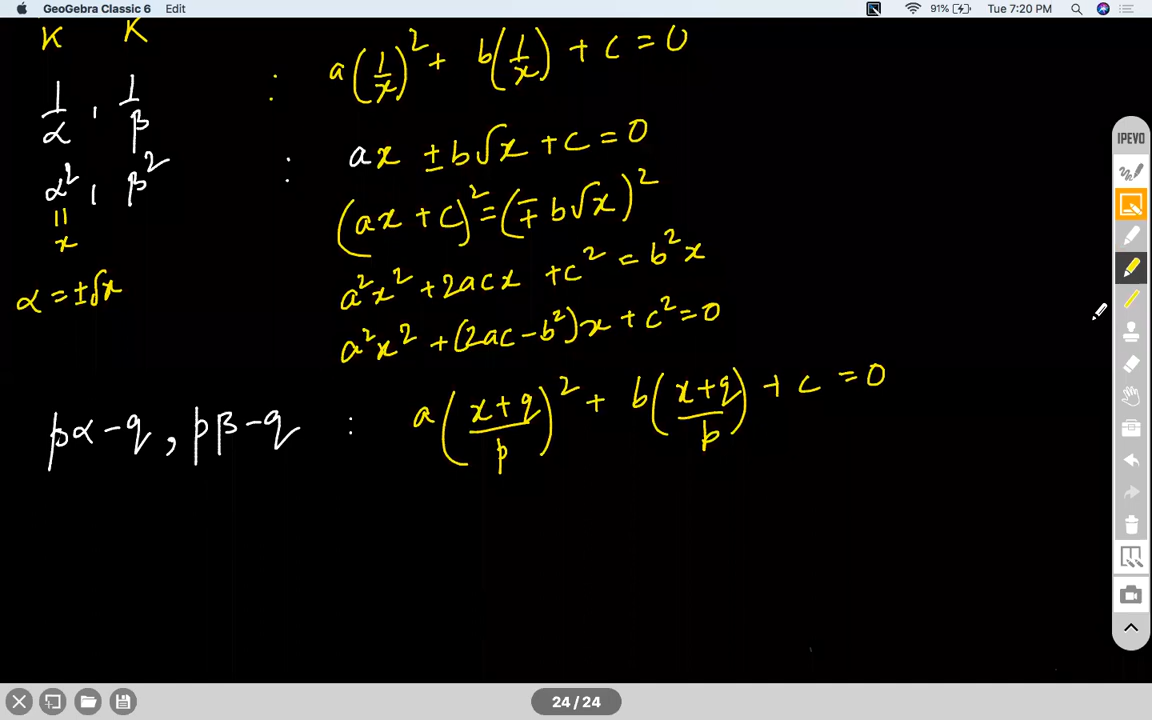 GeoGebra Classic 6 Edit 91% Tue 7:20 PM
K K
1/α , 1/β : a(1/x)² + b(1/x) + c = 0
α² , β² : ax ± b√x + c = 0
॥
x
(ax + c)² = (∓ b√x)²
a²x² + 2acx + c² = b²x
α = ±√x
a²x² + (2ac − b²)x + c² = 0
pα − q, pβ − q : a((x+q)/p)² + b((x+q)/p) + c = 0
IPEVO
24 / 24